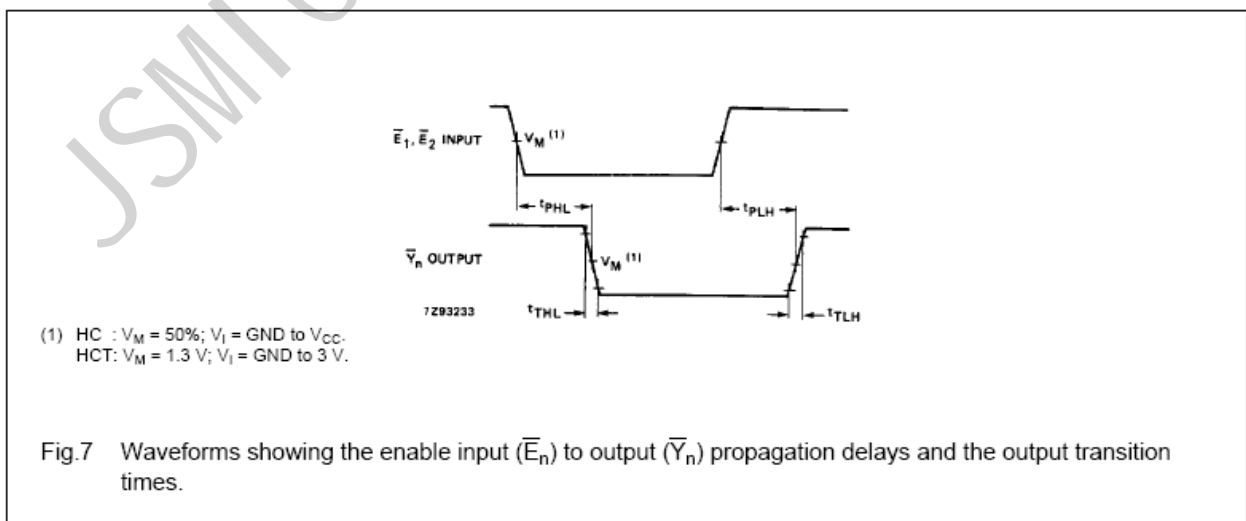 JSMI
Ē1, Ē2 INPUT
VM (1)
tPHL
tPLH
Ȳn OUTPUT
VM (1)
7Z93233
tTHL
tTLH
(1) HC : VM = 50%; VI = GND to VCC.
HCT: VM = 1.3 V; VI = GND to 3 V.
Fig.7 Waveforms showing the enable input (Ēn) to output (Ȳn) propagation delays and the output transition
times.